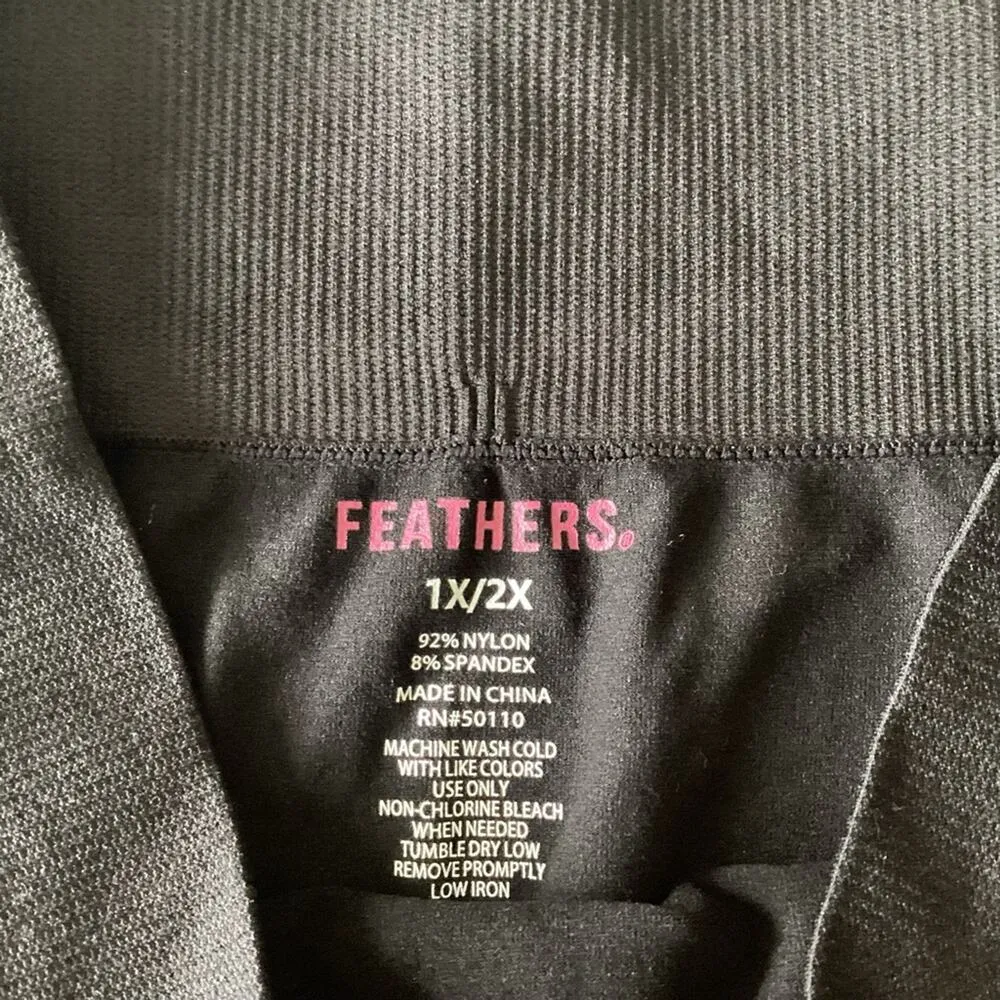 FEATHERS®
1X/2X
92% NYLON
8% SPANDEX
MADE IN CHINA
RN#50110
MACHINE WASH COLD
WITH LIKE COLORS
USE ONLY
NON-CHLORINE BLEACH
WHEN NEEDED
TUMBLE DRY LOW
REMOVE PROMPTLY
LOW IRON